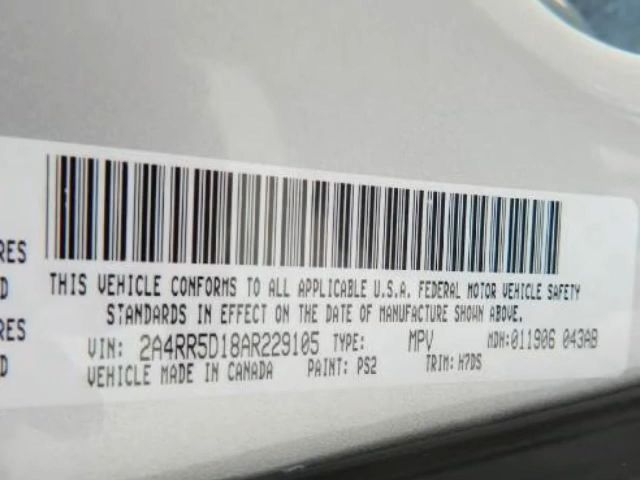 RES
D
RES
D
THIS VEHICLE CONFORMS TO ALL APPLICABLE U.S.A. FEDERAL MOTOR VEHICLE SAFETY
STANDARDS IN EFFECT ON THE DATE OF MANUFACTURE SHOWN ABOVE.
VIN: 2A4RR5D18AR229105 TYPE: MPV MDH:011906 043AB
VEHICLE MADE IN CANADA PAINT: PS2 TRIM: H7DS